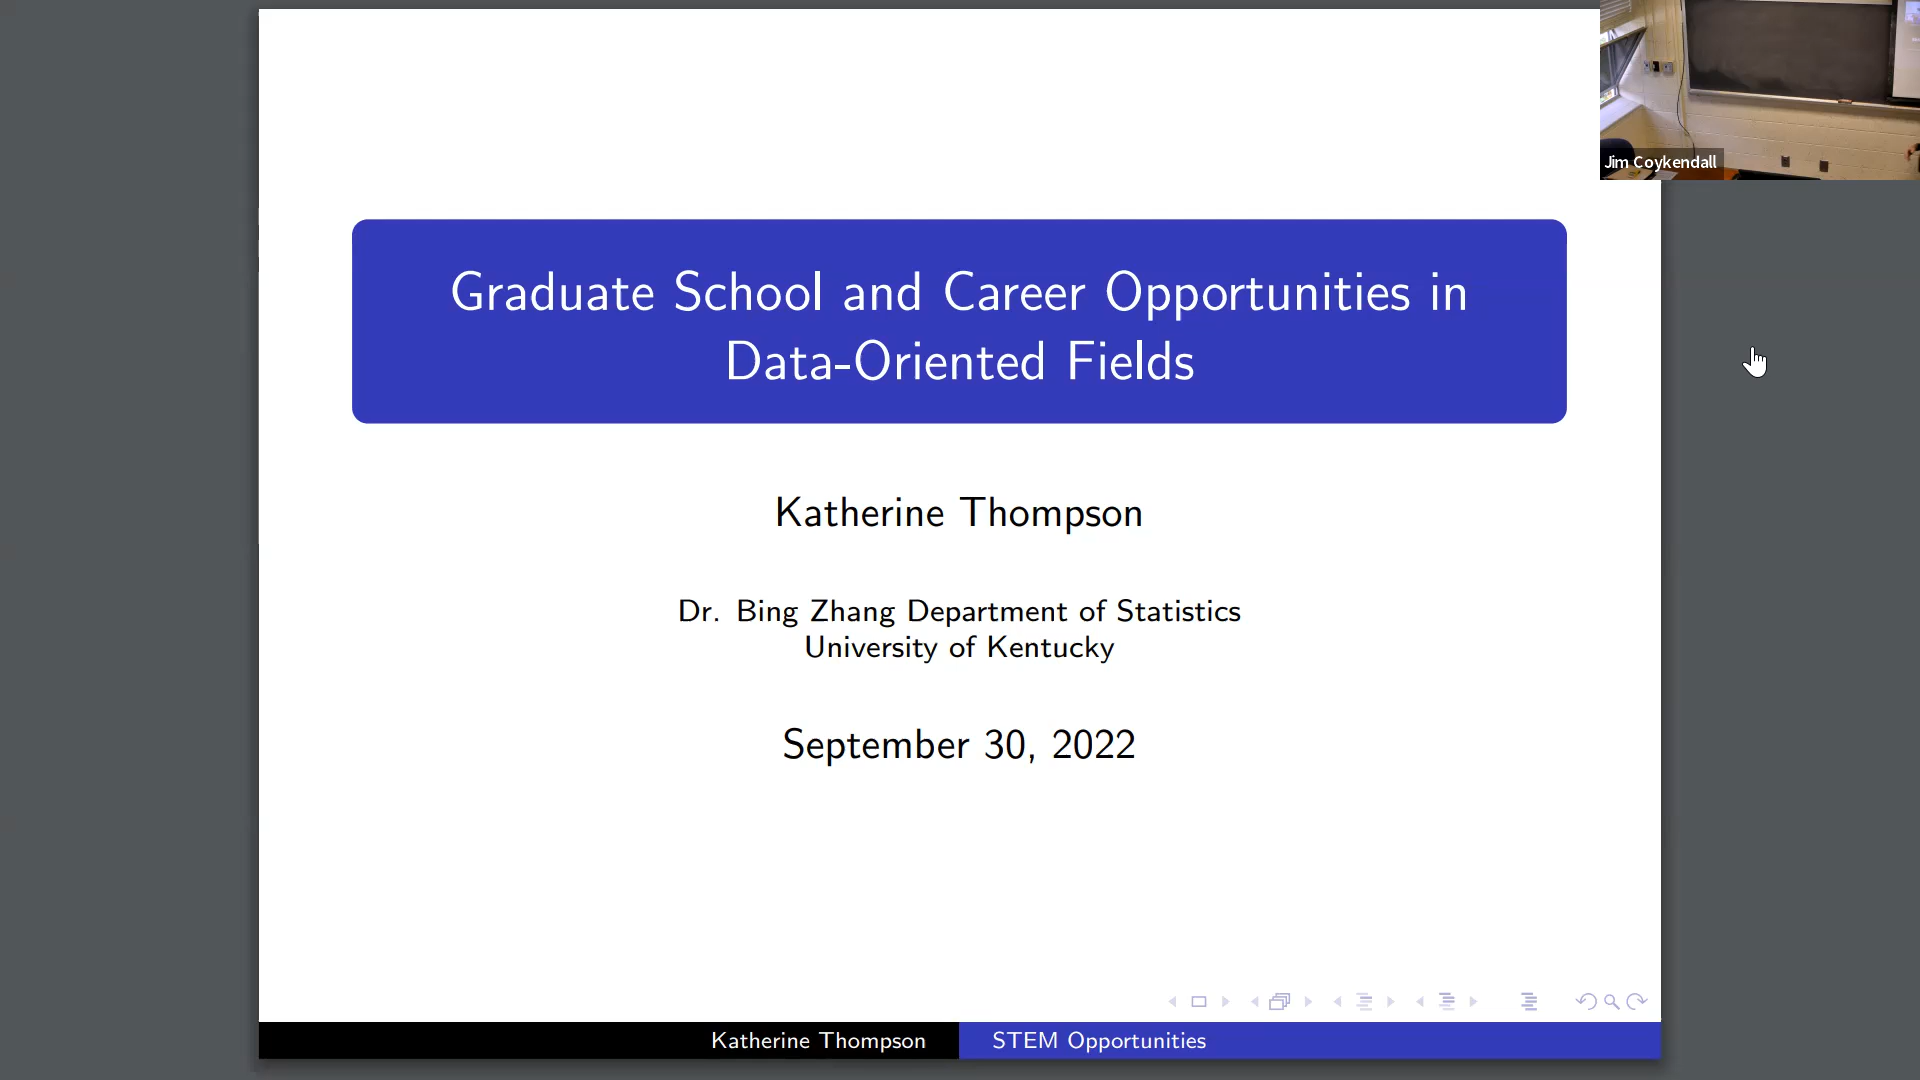 Jim Coykendall
Graduate School and Career Opportunities in
Data-Oriented Fields
Katherine Thompson
Dr. Bing Zhang Department of Statistics
University of Kentucky
September 30, 2022
Katherine Thompson
STEM Opportunities